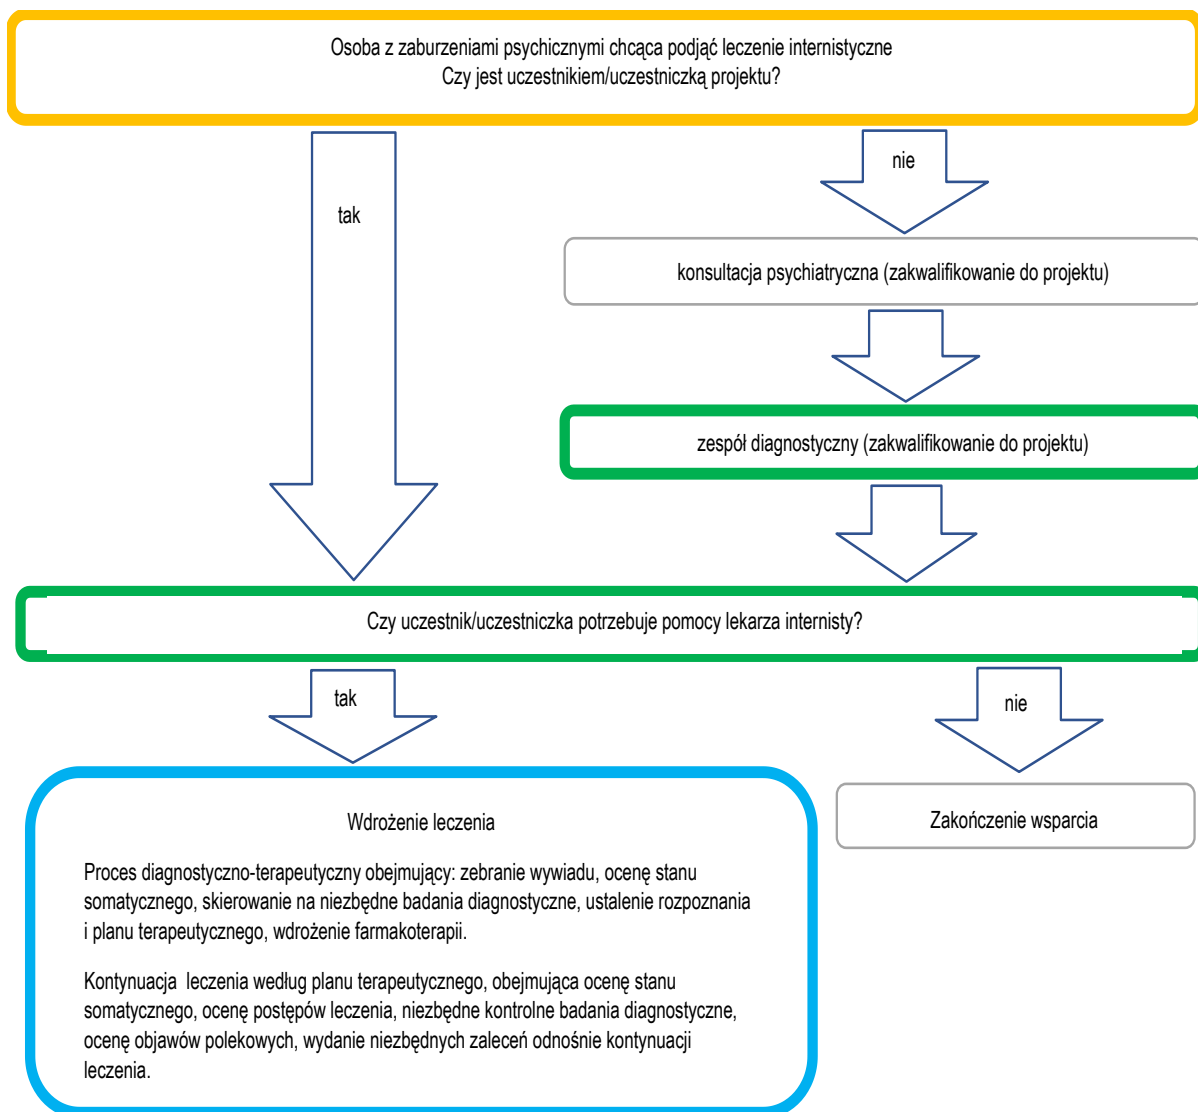 Osoba z zaburzeniami psychicznymi chcąca podjąć leczenie internistyczne
Czy jest uczestnikiem/uczestniczką projektu?
nie
tak
konsultacja psychiatryczna (zakwalifikowanie do projektu)
zespół diagnostyczny (zakwalifikowanie do projektu)
Czy uczestnik/uczestniczka potrzebuje pomocy lekarza internisty?
tak
nie
Wdrożenie leczenia
Zakończenie wsparcia
Proces diagnostyczno-terapeutyczny obejmujący: zebranie wywiadu, ocenę stanu
somatycznego, skierowanie na niezbędne badania diagnostyczne, ustalenie rozpoznania
i planu terapeutycznego, wdrożenie farmakoterapii.
Kontynuacja  leczenia według planu terapeutycznego, obejmująca ocenę stanu
somatycznego, ocenę postępów leczenia, niezbędne kontrolne badania diagnostyczne,
ocenę objawów polekowych, wydanie niezbędnych zaleceń odnośnie kontynuacji
leczenia.